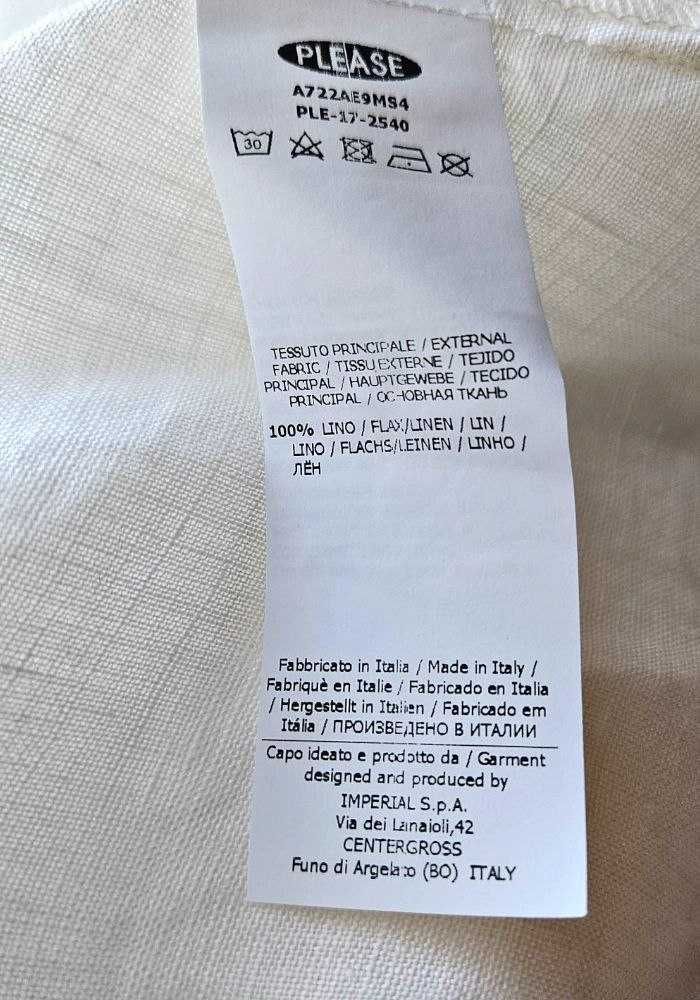 PLEASE
A722AE9MS4
PLE-17-2540
30
TESSUTO PRINCIPALE / EXTERNAL
FABRIC / TISSU EXTERNE / TEJIDO
PRINCIPAL / HAUPTGEWEBE / TECIDO
PRINCIPAL / ОСНОВНАЯ ТКАНЬ
100% LINO / FLAX/LINEN / LIN /
LINO / FLACHS/LEINEN / LINHO /
ЛЁН
Fabbricato in Italia / Made in Italy /
Fabriquè en Italie / Fabricado en Italia
/ Hergestellt in Italien / Fabricado em
Itália / ПРОИЗВЕДЕНО В ИТАЛИИ
Capo ideato e prodotto da / Garment
designed and produced by
IMPERIAL S.p.A.
Via dei Lanaioli,42
CENTERGROSS
Funo di Argelato (BO) ITALY